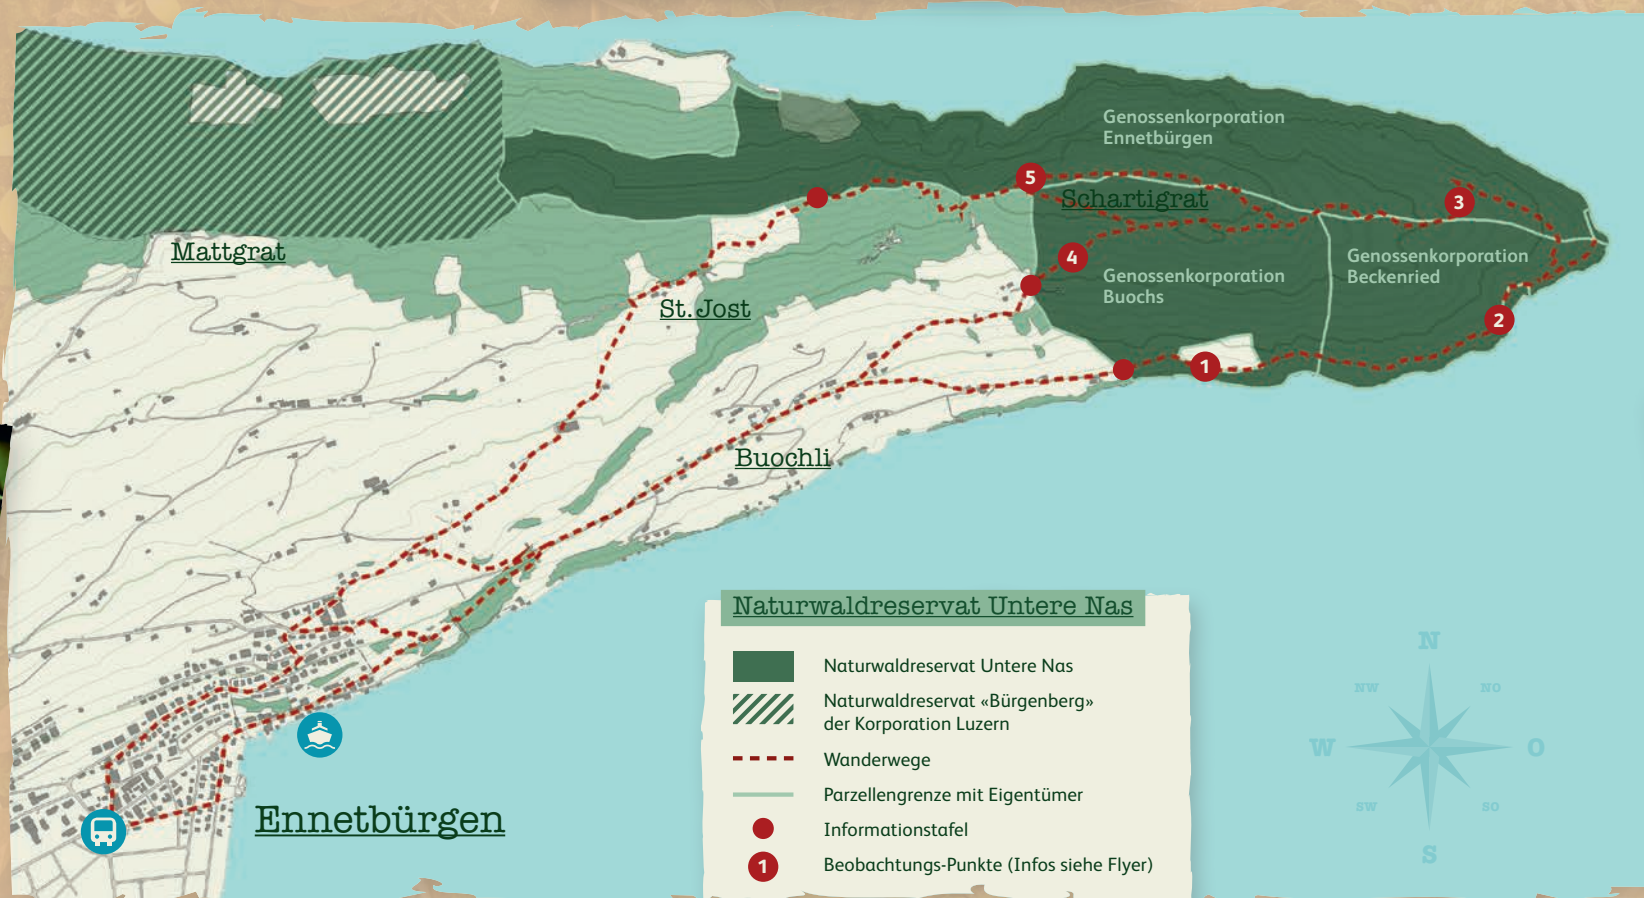 Genossenkorporation
Ennetbürgen
5
Schartigrat
3
Mattgrat
4
Genossenkorporation
Buochs
Genossenkorporation
Beckenried
St. Jost
2
1
Buochli
Ennetbürgen
Naturwaldreservat Untere Nas
Naturwaldreservat Untere Nas
Naturwaldreservat «Bürgenberg»
der Korporation Luzern
Wanderwege
Parzellengrenze mit Eigentümer
Informationstafel
1
Beobachtungs-Punkte (Infos siehe Flyer)
N
NW
NO
W
O
SW
SO
S